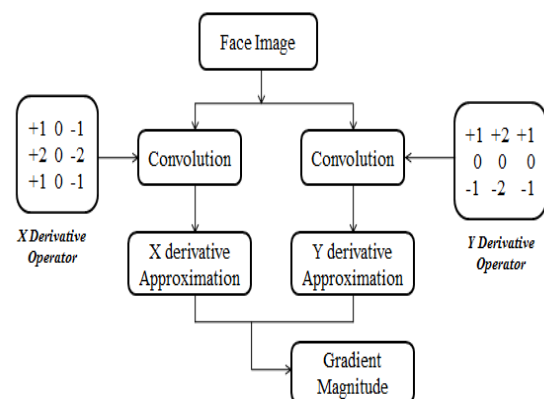 Face Image
+1 0 -1
+2 0 -2
+1 0 -1
X Derivative
Operator
Convolution
Convolution
+1 +2 +1
0 0 0
-1 -2 -1
Y Derivative
Operator
X derivative
Approximation
Y derivative
Approximation
Gradient
Magnitude